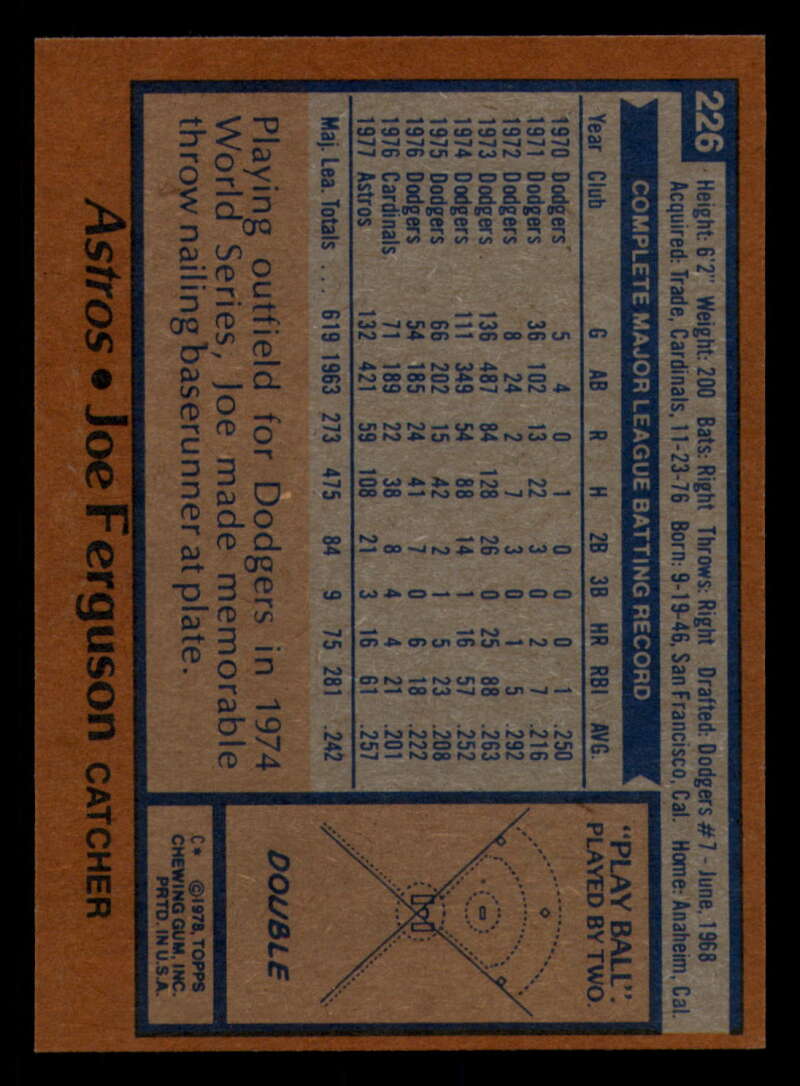 226
Height: 6'2" Weight: 200 Bats: Right Throws: Right Drafted: Dodgers #7 - June, 1968
Acquired: Trade, Cardinals, 11-23-76 Born: 9-19-46, San Francisco, Cal. Home: Anaheim, Cal.
COMPLETE MAJOR LEAGUE BATTING RECORD
Year Club G AB R H 2B 3B HR RBI AVG.
1970 Dodgers 5 4 0 1 0 0 0 1 .250
1971 Dodgers 36 102 13 22 3 0 2 7 .216
1972 Dodgers 8 24 2 7 3 0 1 5 .292
1973 Dodgers 136 487 84 128 26 0 25 88 .263
1974 Dodgers 111 349 54 88 14 1 16 57 .252
1975 Dodgers 66 202 15 42 2 1 5 23 .208
1976 Dodgers 54 185 24 41 7 0 6 18 .222
1976 Cardinals 71 189 22 38 8 4 4 21 .201
1977 Astros 132 421 59 108 21 3 16 61 .257
Maj. Lea. Totals ... 619 1963 273 475 84 9 75 281 .242
Playing outfield for Dodgers in 1974
World Series, Joe made memorable
throw nailing baserunner at plate.
"PLAY BALL".
PLAYED BY TWO.
DOUBLE
C* ©1978, TOPPS
CHEWING GUM, INC.
PRTD. IN U.S.A.
Astros • Joe Ferguson CATCHER